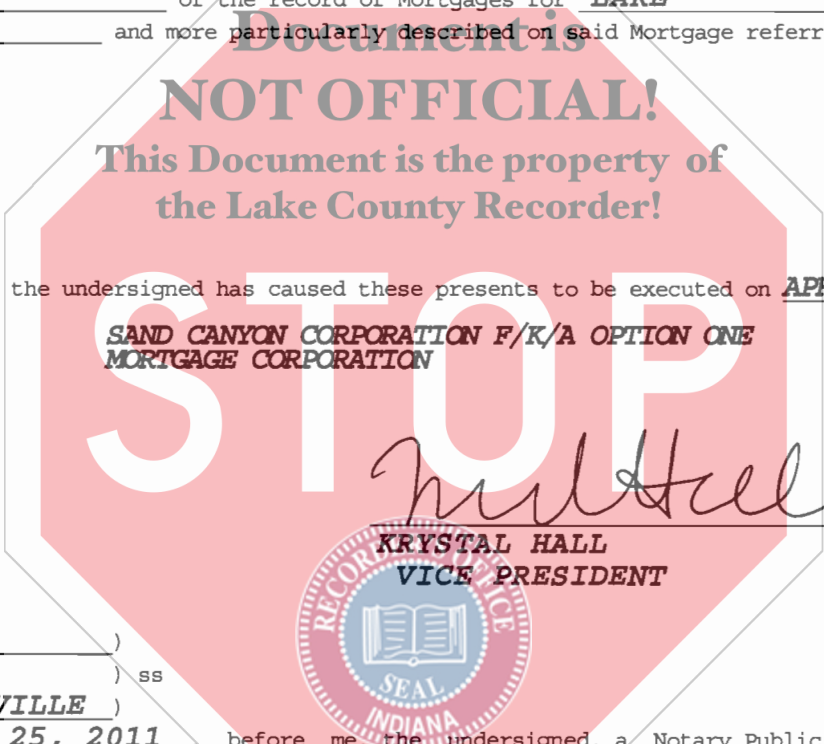 of the record of Mortgages for LAKE
and more particularly described on said Mortgage referr
Document is
NOT OFFICIAL!
This Document is the property of
the Lake County Recorder!
the undersigned has caused these presents to be executed on
SAND CANYON CORPORATION F/K/A OPTION ONE
MORTGAGE CORPORATION
STOP
KRYSTAL HALL
VICE PRESIDENT
RECORDER'S OFFICE
SEAL
INDIANA
)
) ss
VILLE )
25, 2011 before me the undersigned a Notary Public